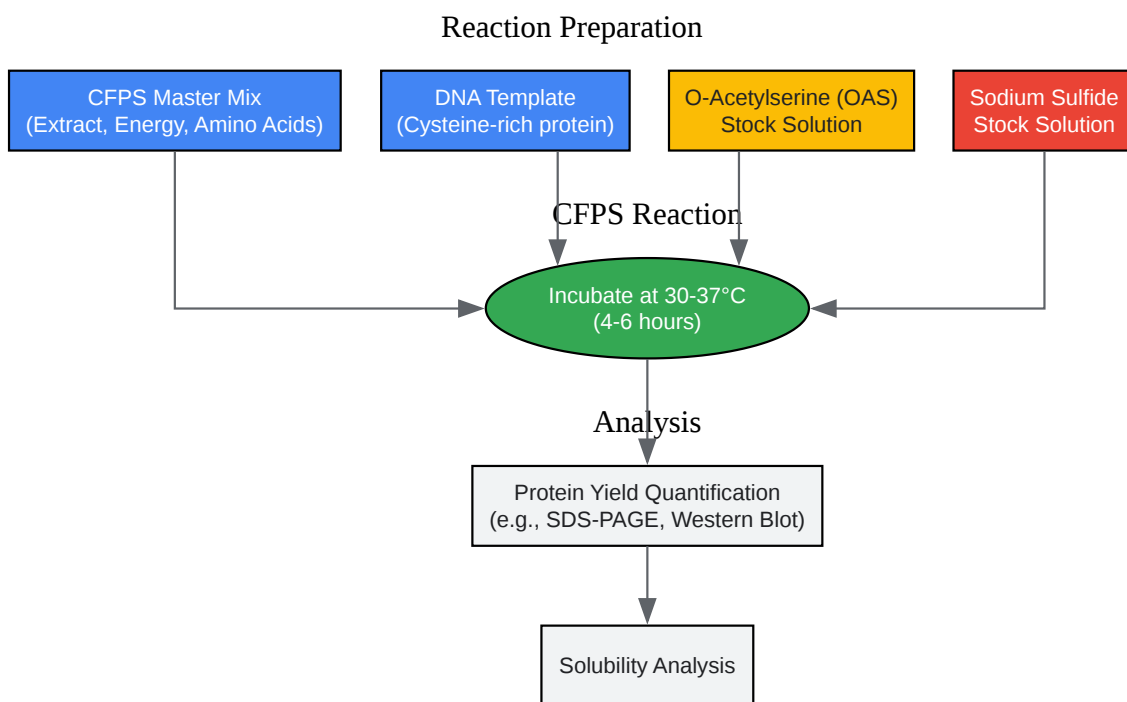 Reaction Preparation
CFPS Master Mix
(Extract, Energy, Amino Acids)
DNA Template
(Cysteine-rich protein)
O-Acetylserine (OAS)
Stock Solution
Sodium Sulfide
Stock Solution
CFPS Reaction
Incubate at 30-37°C
(4-6 hours)
Analysis
Protein Yield Quantification
(e.g., SDS-PAGE, Western Blot)
Solubility Analysis